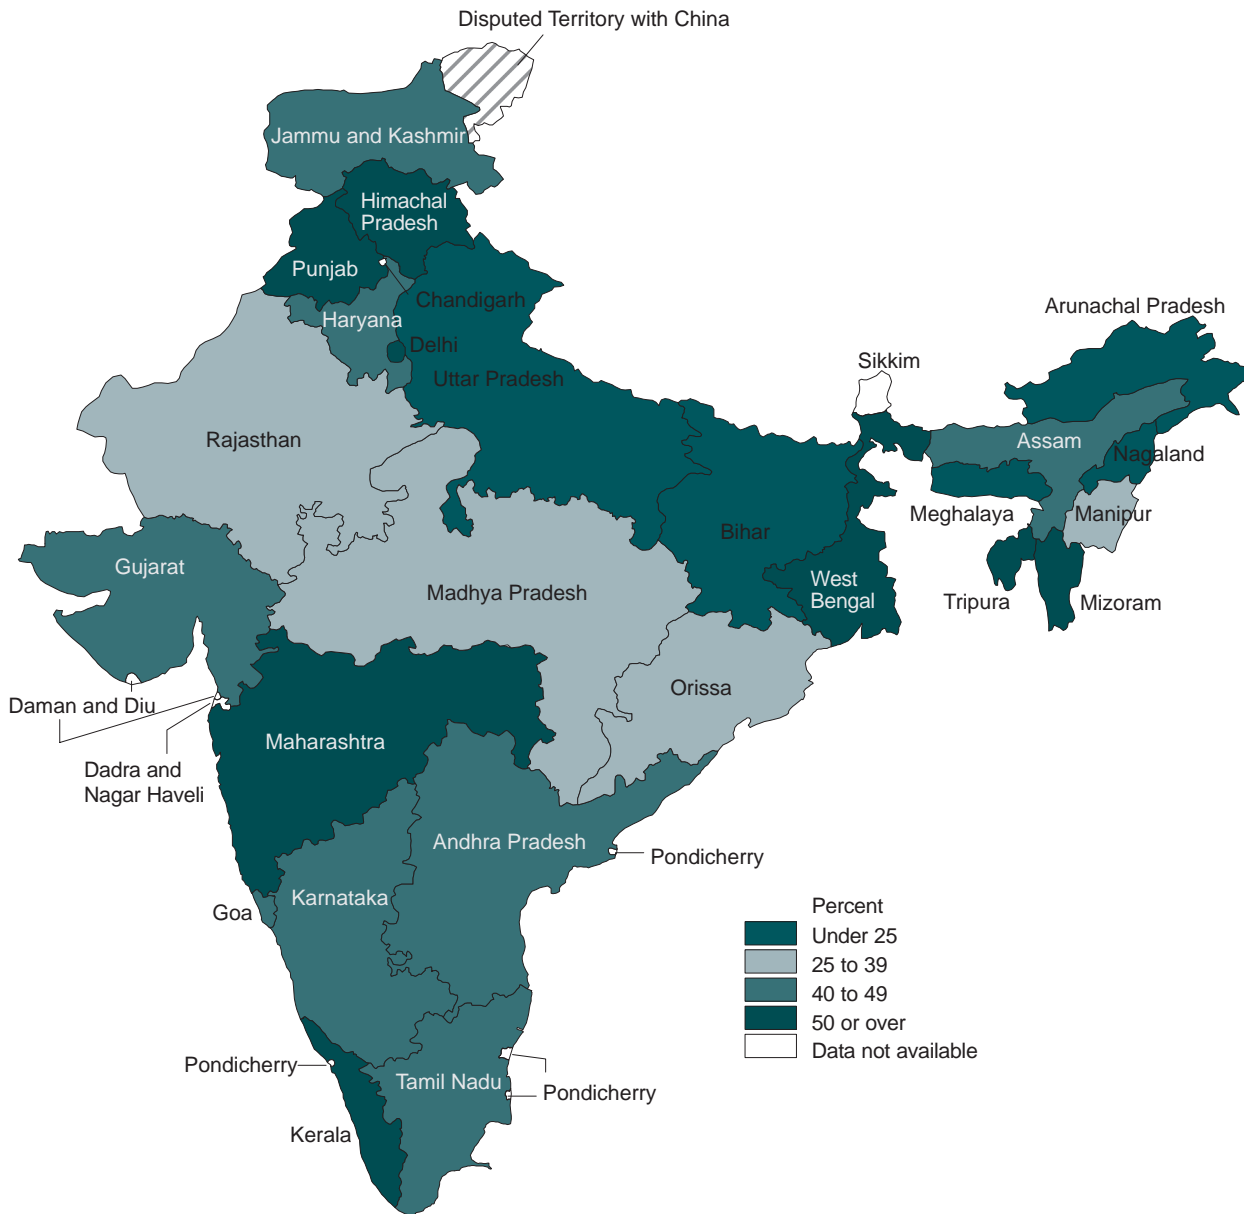 Disputed Territory with China
Jammu and Kashmir
Himachal
Pradesh
Punjab
Chandigarh
Haryana
Arunachal Pradesh
Delhi
Sikkim
Uttar Pradesh
Rajasthan
Assam
Nagaland
Meghalaya
Manipur
Bihar
Gujarat
West
Bengal
Madhya Pradesh
Tripura
Mizoram
Orissa
Daman and Diu
Maharashtra
Dadra and
Nagar Haveli
Andhra Pradesh
Pondicherry
Karnataka
Goa
Percent
Under 25
25 to 39
40 to 49
50 or over
Data not available
Pondicherry
Tamil Nadu
Pondicherry
Kerala